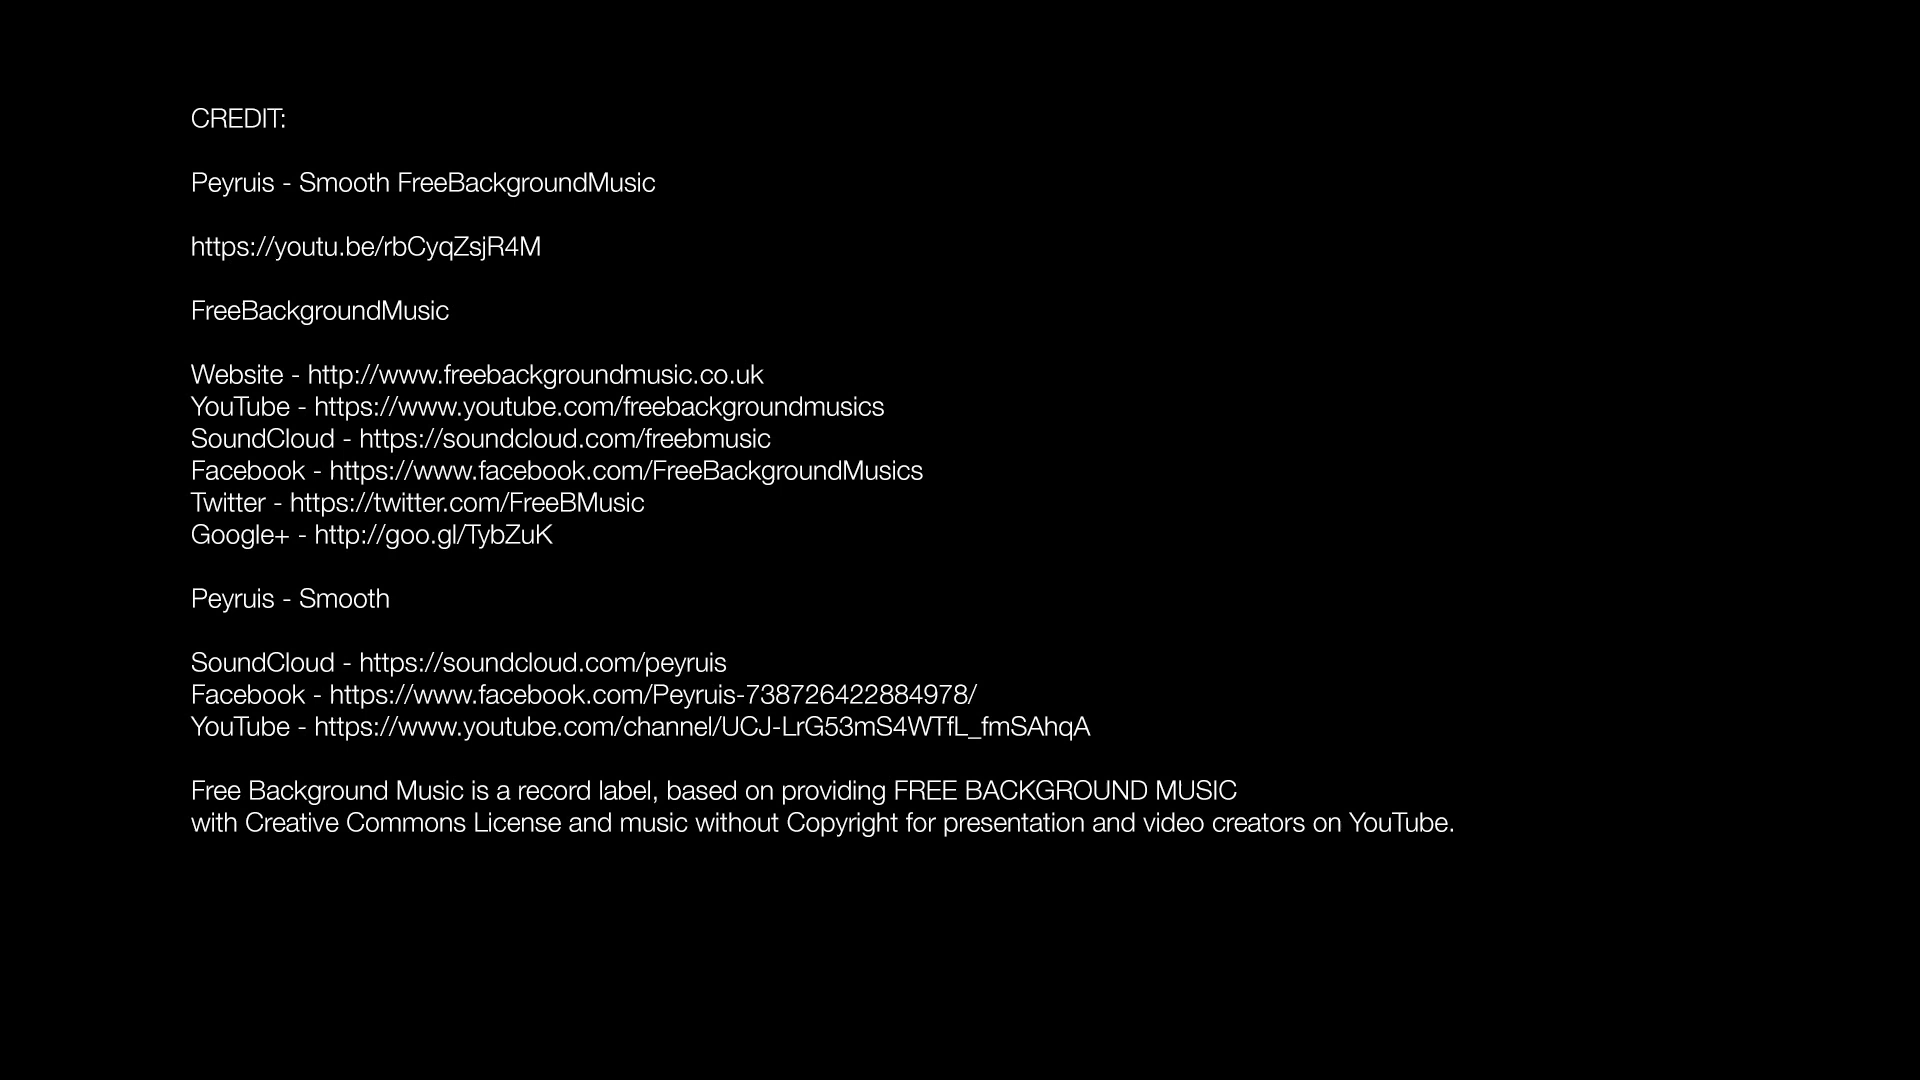 CREDIT:
Peyruis - Smooth FreeBackgroundMusic
https://youtu.be/rbCyqZsjR4M
FreeBackgroundMusic
Website - http://www.freebackgroundmusic.co.uk
YouTube - https://www.youtube.com/freebackgroundmusics
SoundCloud - https://soundcloud.com/freebmusic
Facebook - https://www.facebook.com/FreeBackgroundMusics
Twitter - https://twitter.com/FreeBMusic
Google+ - http://goo.gl/TybZuK
Peyruis - Smooth
SoundCloud - https://soundcloud.com/peyruis
Facebook - https://www.facebook.com/Peyruis-738726422884978/
YouTube - https://www.youtube.com/channel/UCJ-LrG53mS4WTfL_fmSAhqA
Free Background Music is a record label, based on providing FREE BACKGROUND MUSIC
with Creative Commons License and music without Copyright for presentation and video creators on YouTube.